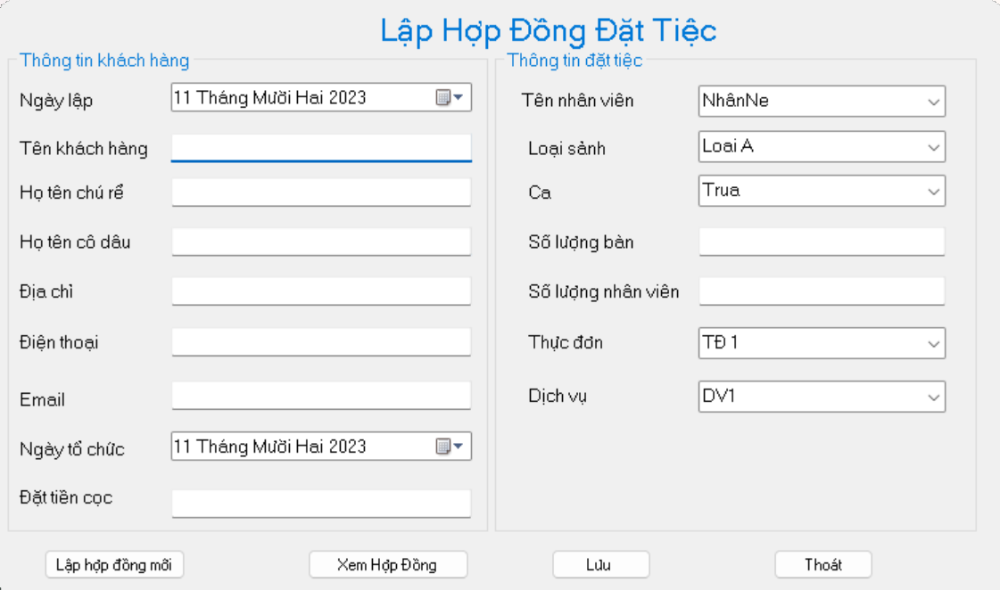 Lập Hợp Đồng Đặt Tiệc
Thông tin khách hàng
Ngày lập
11 Tháng Mười Hai 2023
Tên khách hàng
Họ tên chú rể
Họ tên cô dâu
Địa chỉ
Điện thoại
Email
Ngày tổ chức
11 Tháng Mười Hai 2023
Đặt tiền cọc
Thông tin đặt tiệc
Tên nhân viên
NhânNe
Loại sảnh
Loai A
Ca
Trua
Số lượng bàn
Số lượng nhân viên
Thực đơn
TĐ 1
Dịch vụ
DV1
Lập hợp đồng mới
Xem Hợp Đồng
Lưu
Thoát